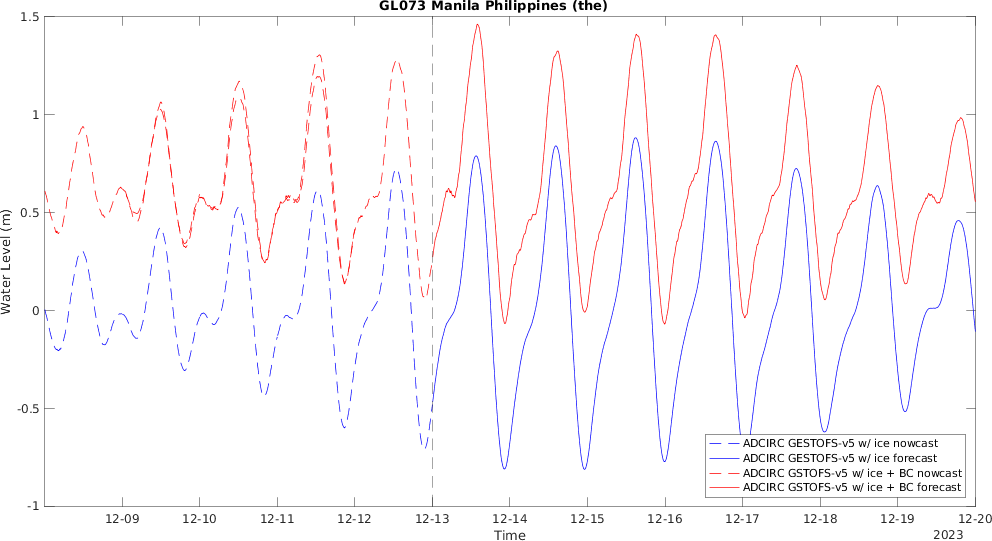 GL073 Manila Philippines (the)
1.5
1
0.5
0
-0.5
-1
Water Level (m)
12-09
12-10
12-11
12-12
12-13
12-14
12-15
12-16
12-17
12-18
12-19
12-20
Time
2023
ADCIRC GESTOFS-v5 w/ ice nowcast
ADCIRC GESTOFS-v5 w/ ice forecast
ADCIRC GSTOFS-v5 w/ ice + BC nowcast
ADCIRC GSTOFS-v5 w/ ice + BC forecast